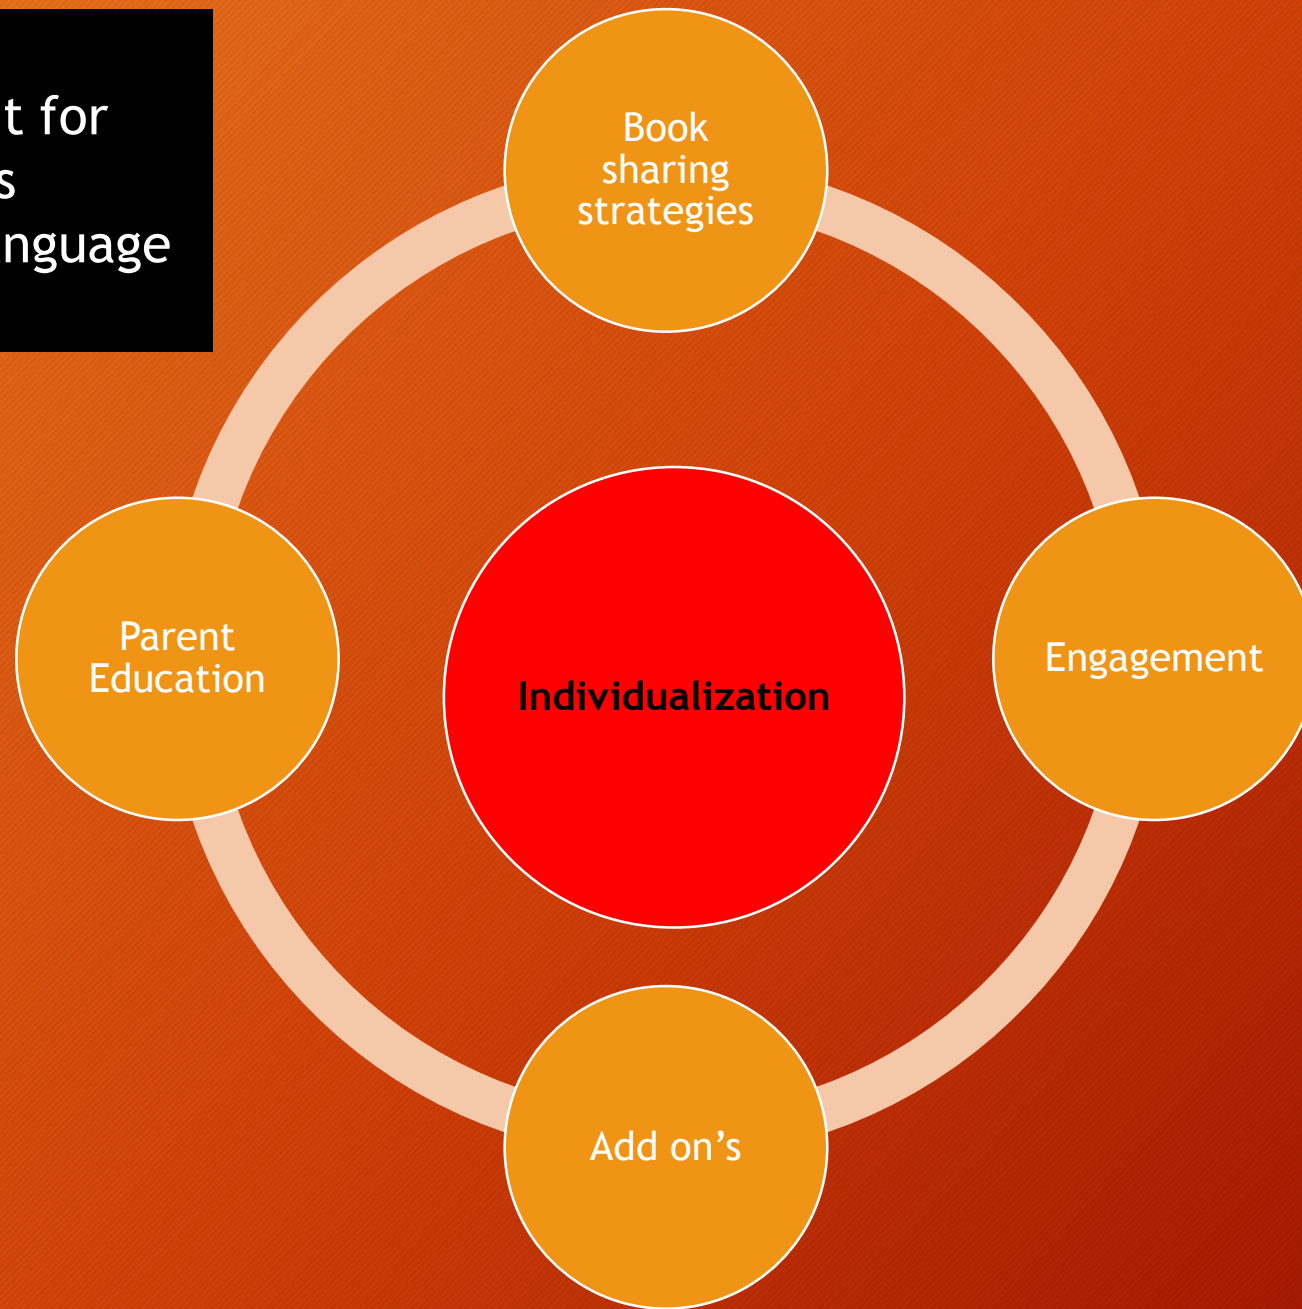 t for
s
nguage
Book
sharing
strategies
Parent
Education
Individualization
Engagement
Add on’s